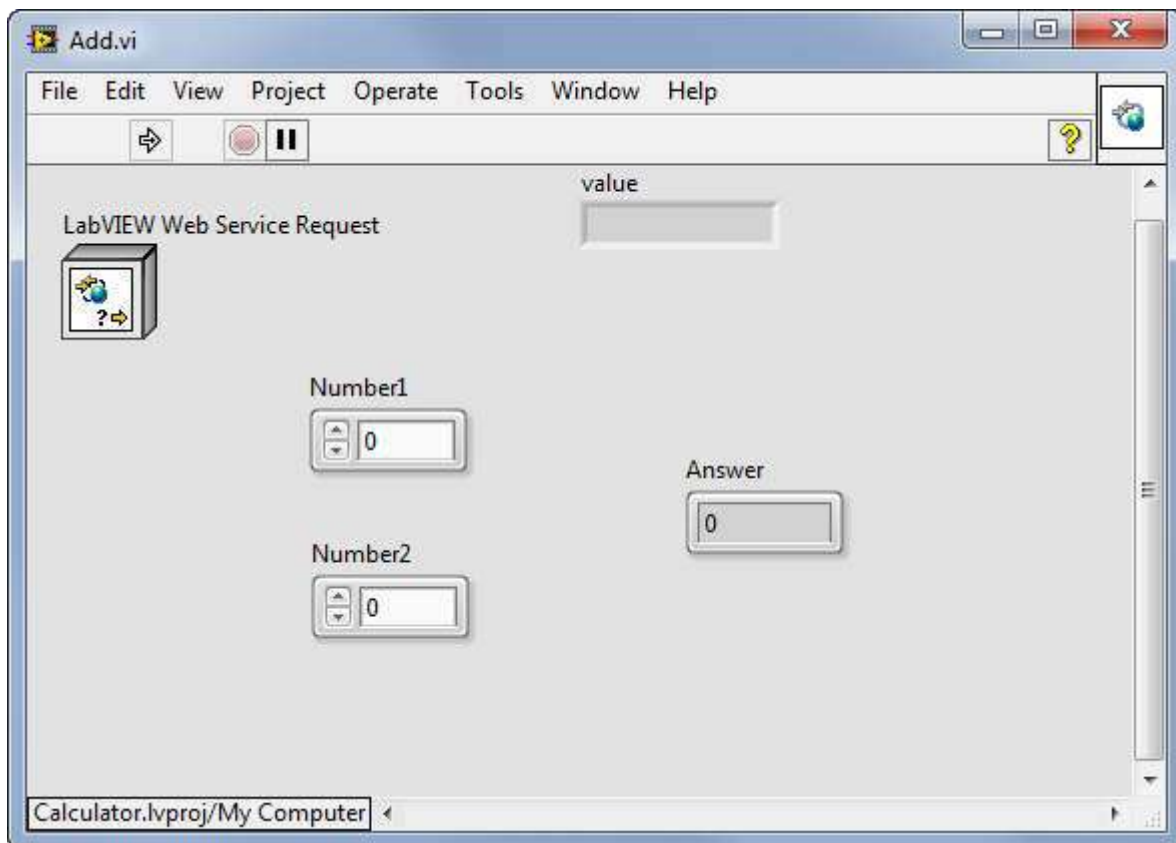 Add.vi
File Edit View Project Operate Tools Window Help
value
LabVIEW Web Service Request
?
Number1
0
Answer
0
Number2
0
Calculator.lvproj/My Computer